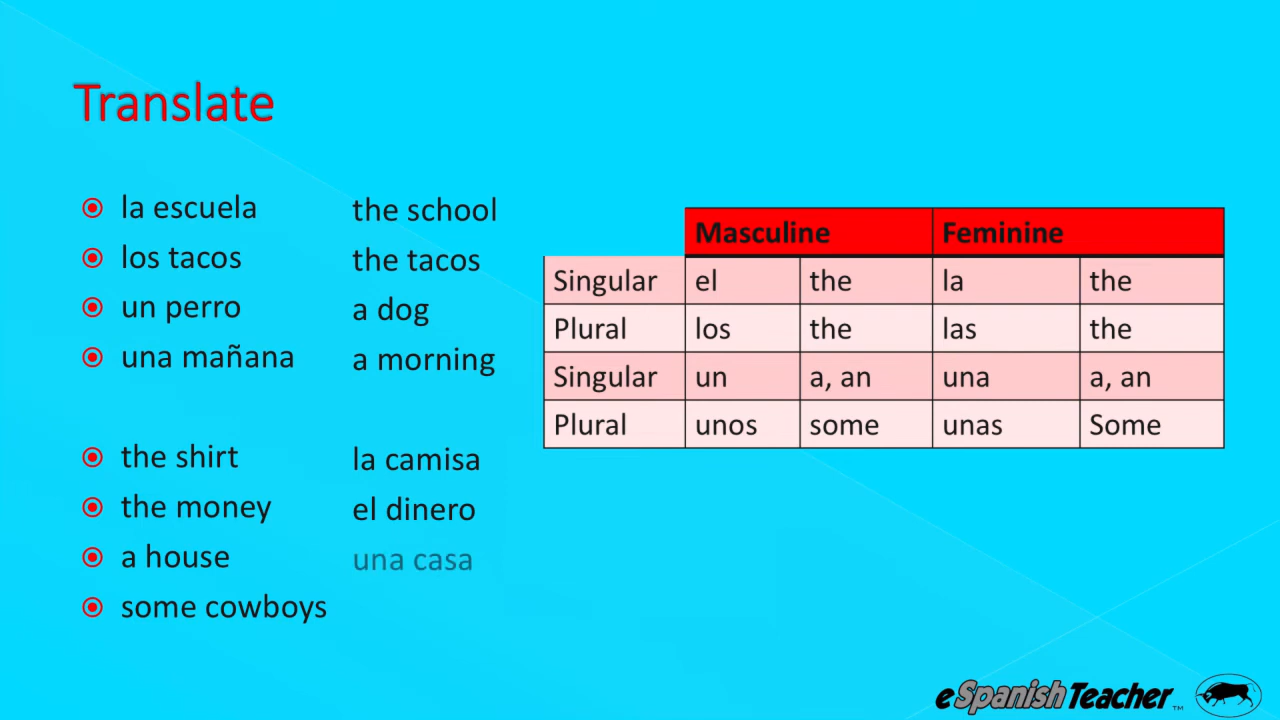 Translate
la escuela the school
los tacos the tacos
un perro a dog
una mañana a morning
the shirt la camisa
the money el dinero
a house una casa
some cowboys
Masculine Feminine
Singular el the la the
Plural los the las the
Singular un a, an una a, an
Plural unos some unas Some
eSpanishTeacher™